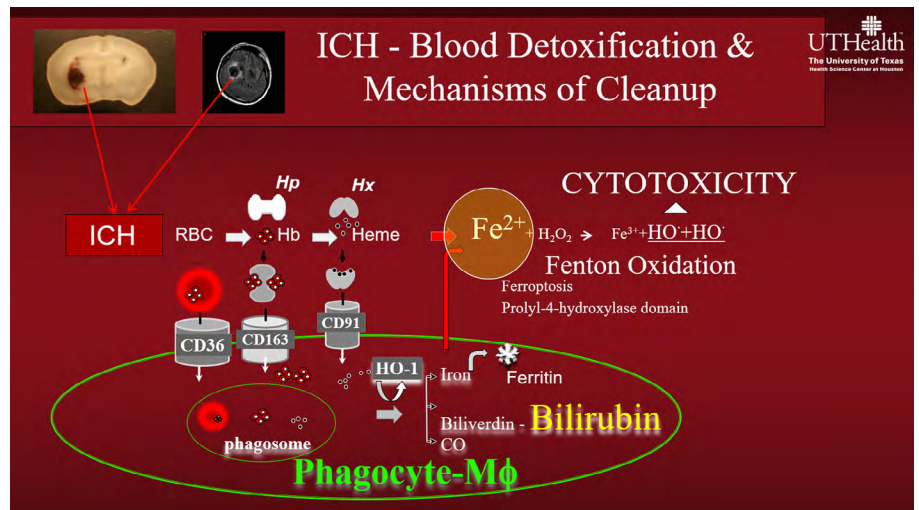 ICH - Blood Detoxification &
Mechanisms of Cleanup
UTHealth
The University of Texas
Health Science Center at Houston
Hp
Hx
CYTOTOXICITY
ICH
RBC
Hb
Heme
Fe²⁺ + H₂O₂
Fe³⁺+HO˙+HO˙
Fenton Oxidation
Ferroptosis
Prolyl-4-hydroxylase domain
CD36
CD163
CD91
HO-1
Iron
Ferritin
Biliverdin - Bilirubin
CO
phagosome
Phagocyte-Mϕ